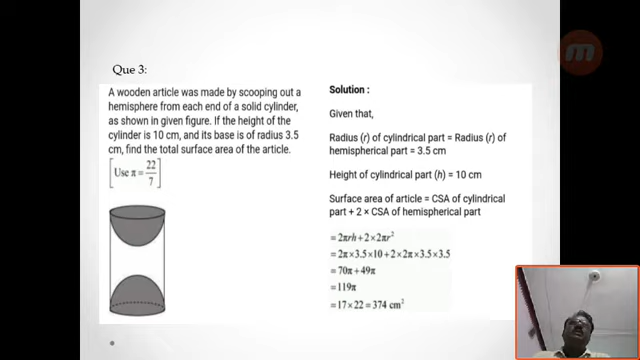 Que 3:
A wooden article was made by scooping out a
hemisphere from each end of a solid cylinder,
as shown in given figure. If the height of the
cylinder is 10 cm, and its base is of radius 3.5
cm, find the total surface area of the article.
[Use π = 22/7]
Solution :
Given that,
Radius (r) of cylindrical part = Radius (r) of
hemispherical part = 3.5 cm
Height of cylindrical part (h) = 10 cm
Surface area of article = CSA of cylindrical
part + 2 × CSA of hemispherical part
= 2πrh + 2 × 2πr²
= 2π × 3.5 × 10 + 2 × 2π × 3.5 × 3.5
= 70π + 49π
= 119π
= 17 × 22 = 374 cm²